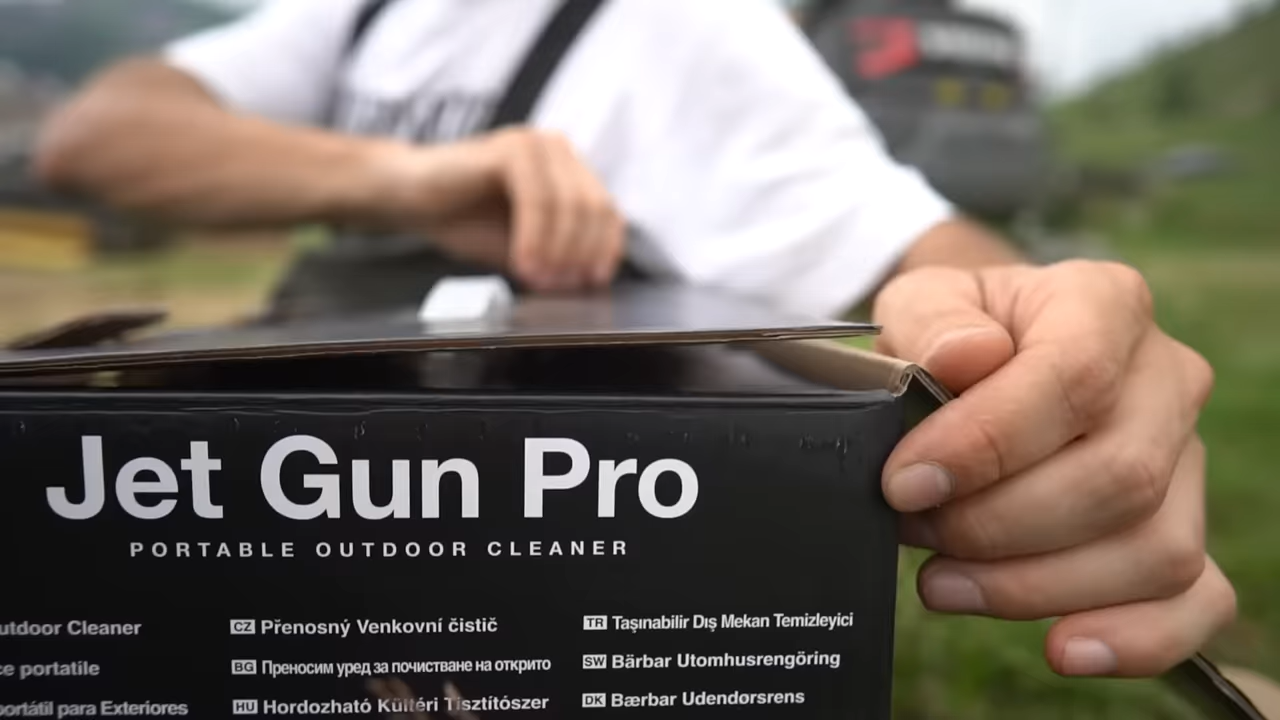 Jet Gun Pro
PORTABLE OUTDOOR CLEANER
utdoor Cleaner
CZ Přenosný Venkovní čistič
TR Taşınabilir Dış Mekan Temizleyici
ce portatile
BG Преносим уред за почистване на открито
SW Bärbar Utomhusrengöring
portátil para Exteriores
HU Hordozható Kültéri Tisztítószer
DK Bærbar Udendørsrens